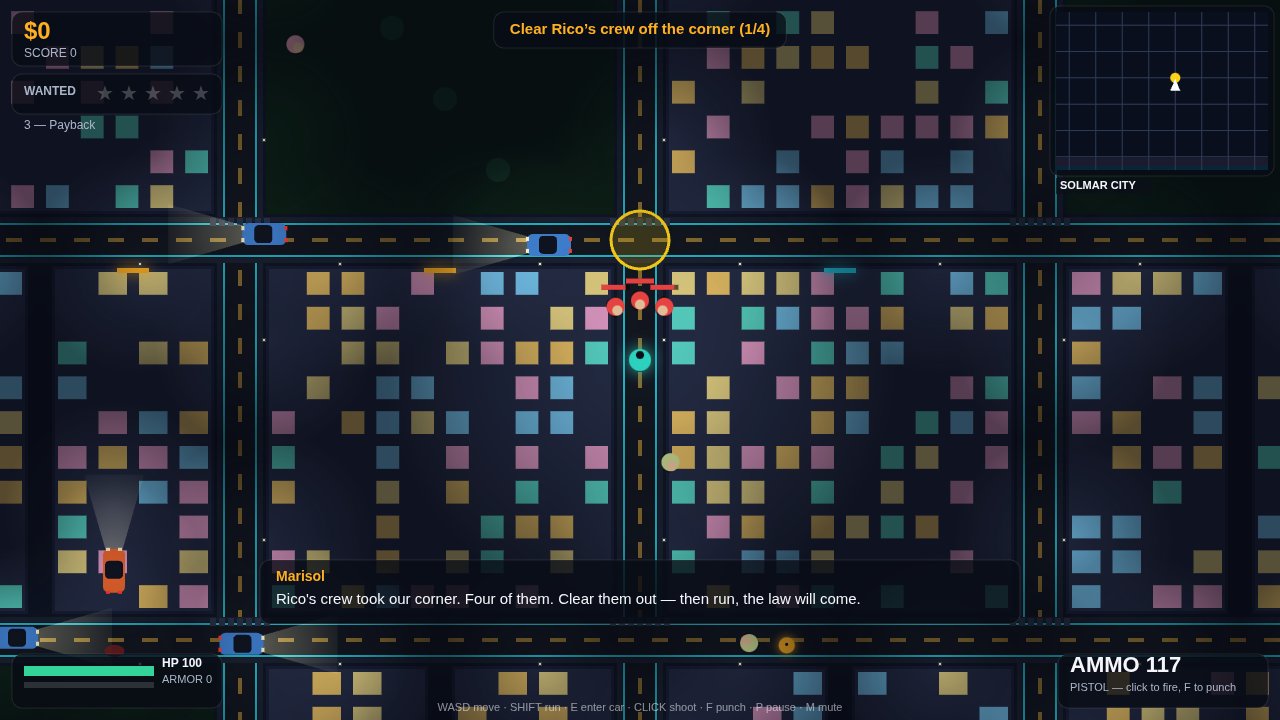 $0
SCORE 0
Clear Rico's crew off the corner (1/4)
WANTED ★ ★ ★ ★ ★
3 — Payback
SOLMAR CITY
Marisol
Rico's crew took our corner. Four of them. Clear them out — then run, the law will come.
HP 100
ARMOR 0
AMMO 117
PISTOL — click to fire, F to punch
WASD move · SHIFT run · E enter car · CLICK shoot · F punch · P pause · M mute